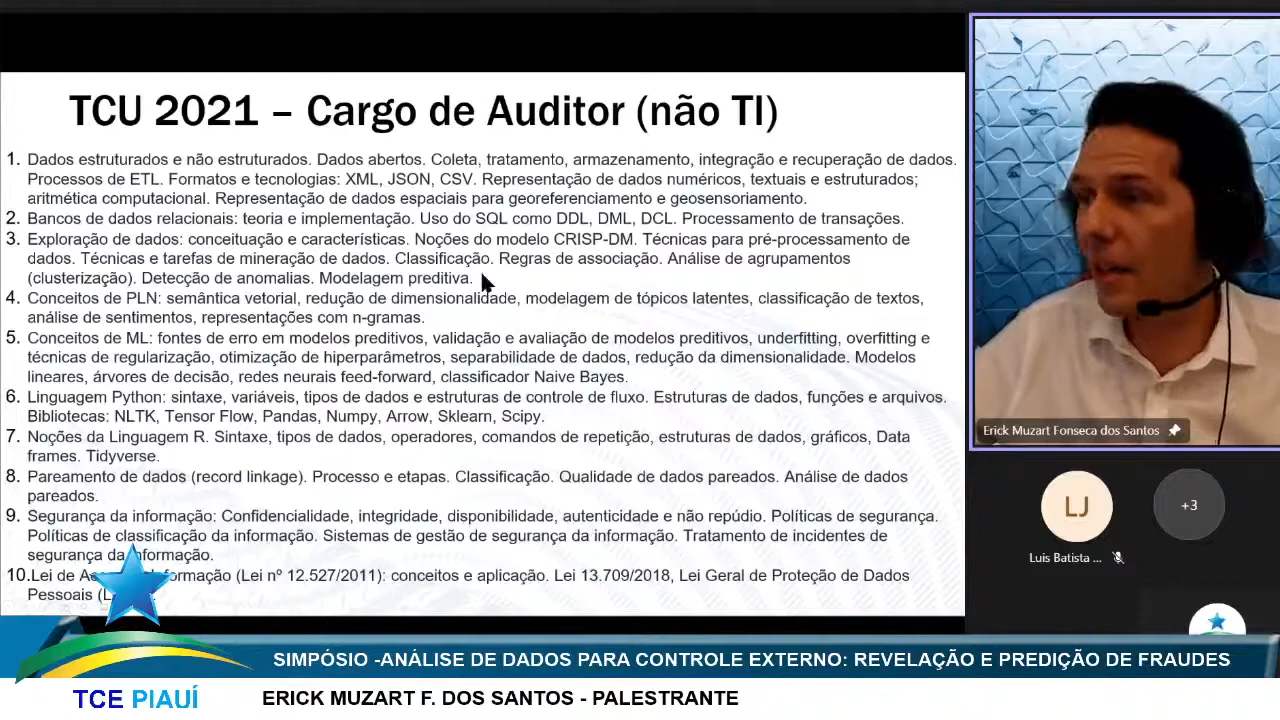 TCU 2021 – Cargo de Auditor (não TI)
1. Dados estruturados e não estruturados. Dados abertos. Coleta, tratamento, armazenamento, integração e recuperação de dados.
Processos de ETL. Formatos e tecnologias: XML, JSON, CSV. Representação de dados numéricos, textuais e estruturados;
aritmética computacional. Representação de dados espaciais para georeferenciamento e geosensoriamento.
2. Bancos de dados relacionais: teoria e implementação. Uso do SQL como DDL, DML, DCL. Processamento de transações.
3. Exploração de dados: conceituação e características. Noções do modelo CRISP-DM. Técnicas para pré-processamento de
dados. Técnicas e tarefas de mineração de dados. Classificação. Regras de associação. Análise de agrupamentos
(clusterização). Detecção de anomalias. Modelagem preditiva.
4. Conceitos de PLN: semântica vetorial, redução de dimensionalidade, modelagem de tópicos latentes, classificação de textos,
análise de sentimentos, representações com n-gramas.
5. Conceitos de ML: fontes de erro em modelos preditivos, validação e avaliação de modelos preditivos, underfitting, overfitting e
técnicas de regularização, otimização de hiperparâmetros, separabilidade de dados, redução da dimensionalidade. Modelos
lineares, árvores de decisão, redes neurais feed-forward, classificador Naive Bayes.
6. Linguagem Python: sintaxe, variáveis, tipos de dados e estruturas de controle de fluxo. Estruturas de dados, funções e arquivos.
Bibliotecas: NLTK, Tensor Flow, Pandas, Numpy, Arrow, Sklearn, Scipy.
7. Noções da Linguagem R. Sintaxe, tipos de dados, operadores, comandos de repetição, estruturas de dados, gráficos, Data
frames. Tidyverse.
8. Pareamento de dados (record linkage). Processo e etapas. Classificação. Qualidade de dados pareados. Análise de dados
pareados.
9. Segurança da informação: Confidencialidade, integridade, disponibilidade, autenticidade e não repúdio. Políticas de segurança.
Políticas de classificação da informação. Sistemas de gestão de segurança da informação. Tratamento de incidentes de
segurança da informação.
10. Lei de (Lei nº 12.527/2011): conceitos e aplicação. Lei 13.709/2018, Lei Geral de Proteção de Dados
Pessoais
Erick Muzart Fonseca dos Santos
LJ
+3
Luis Batista ...
SIMPÓSIO -ANÁLISE DE DADOS PARA CONTROLE EXTERNO: REVELAÇÃO E PREDIÇÃO DE FRAUDES
TCE PIAUÍ
ERICK MUZART F. DOS SANTOS - PALESTRANTE